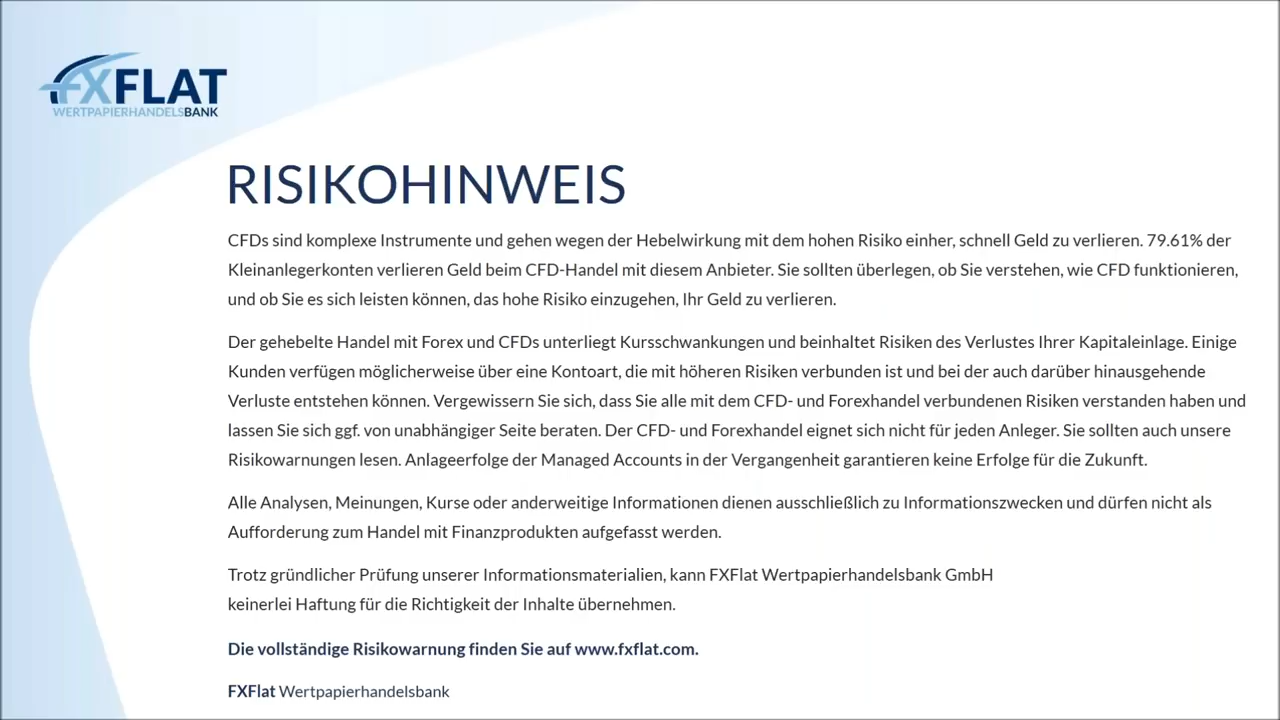 FXFLAT
WERTPAPIERHANDELSBANK
RISIKOHINWEIS
CFDs sind komplexe Instrumente und gehen wegen der Hebelwirkung mit dem hohen Risiko einher, schnell Geld zu verlieren. 79.61% der
Kleinanlegerkonten verlieren Geld beim CFD-Handel mit diesem Anbieter. Sie sollten überlegen, ob Sie verstehen, wie CFD funktionieren,
und ob Sie es sich leisten können, das hohe Risiko einzugehen, Ihr Geld zu verlieren.
Der gehebelte Handel mit Forex und CFDs unterliegt Kursschwankungen und beinhaltet Risiken des Verlustes Ihrer Kapitaleinlage. Einige
Kunden verfügen möglicherweise über eine Kontoart, die mit höheren Risiken verbunden ist und bei der auch darüber hinausgehende
Verluste entstehen können. Vergewissern Sie sich, dass Sie alle mit dem CFD- und Forexhandel verbundenen Risiken verstanden haben und
lassen Sie sich ggf. von unabhängiger Seite beraten. Der CFD- und Forexhandel eignet sich nicht für jeden Anleger. Sie sollten auch unsere
Risikowarnungen lesen. Anlageerfolge der Managed Accounts in der Vergangenheit garantieren keine Erfolge für die Zukunft.
Alle Analysen, Meinungen, Kurse oder anderweitige Informationen dienen ausschließlich zu Informationszwecken und dürfen nicht als
Aufforderung zum Handel mit Finanzprodukten aufgefasst werden.
Trotz gründlicher Prüfung unserer Informationsmaterialien, kann FXFlat Wertpapierhandelsbank GmbH
keinerlei Haftung für die Richtigkeit der Inhalte übernehmen.
Die vollständige Risikowarnung finden Sie auf www.fxflat.com.
FXFlat Wertpapierhandelsbank